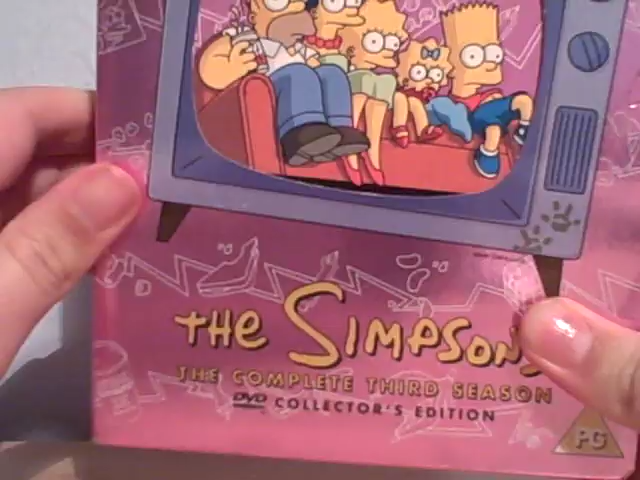 THE SIMPSONS
THE COMPLETE THIRD SEASON
DVD COLLECTOR'S EDITION
PG